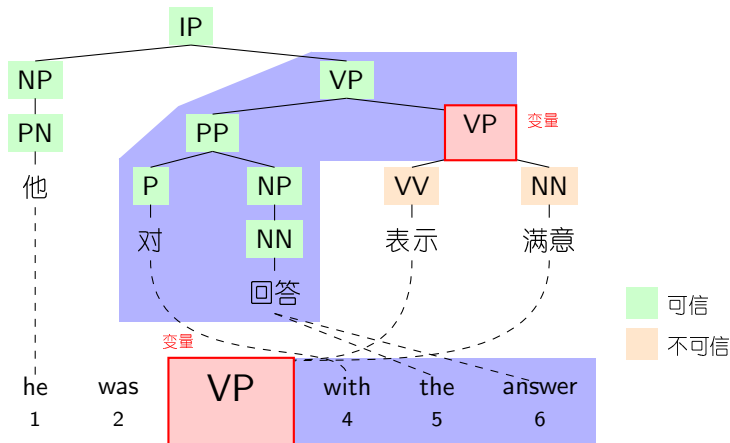 IP
NP VP
PN PP VP 变量
他 P NP VV NN
对 NN 表示 满意
回答
可信
变量 不可信
he was VP with the answer
1 2 4 5 6